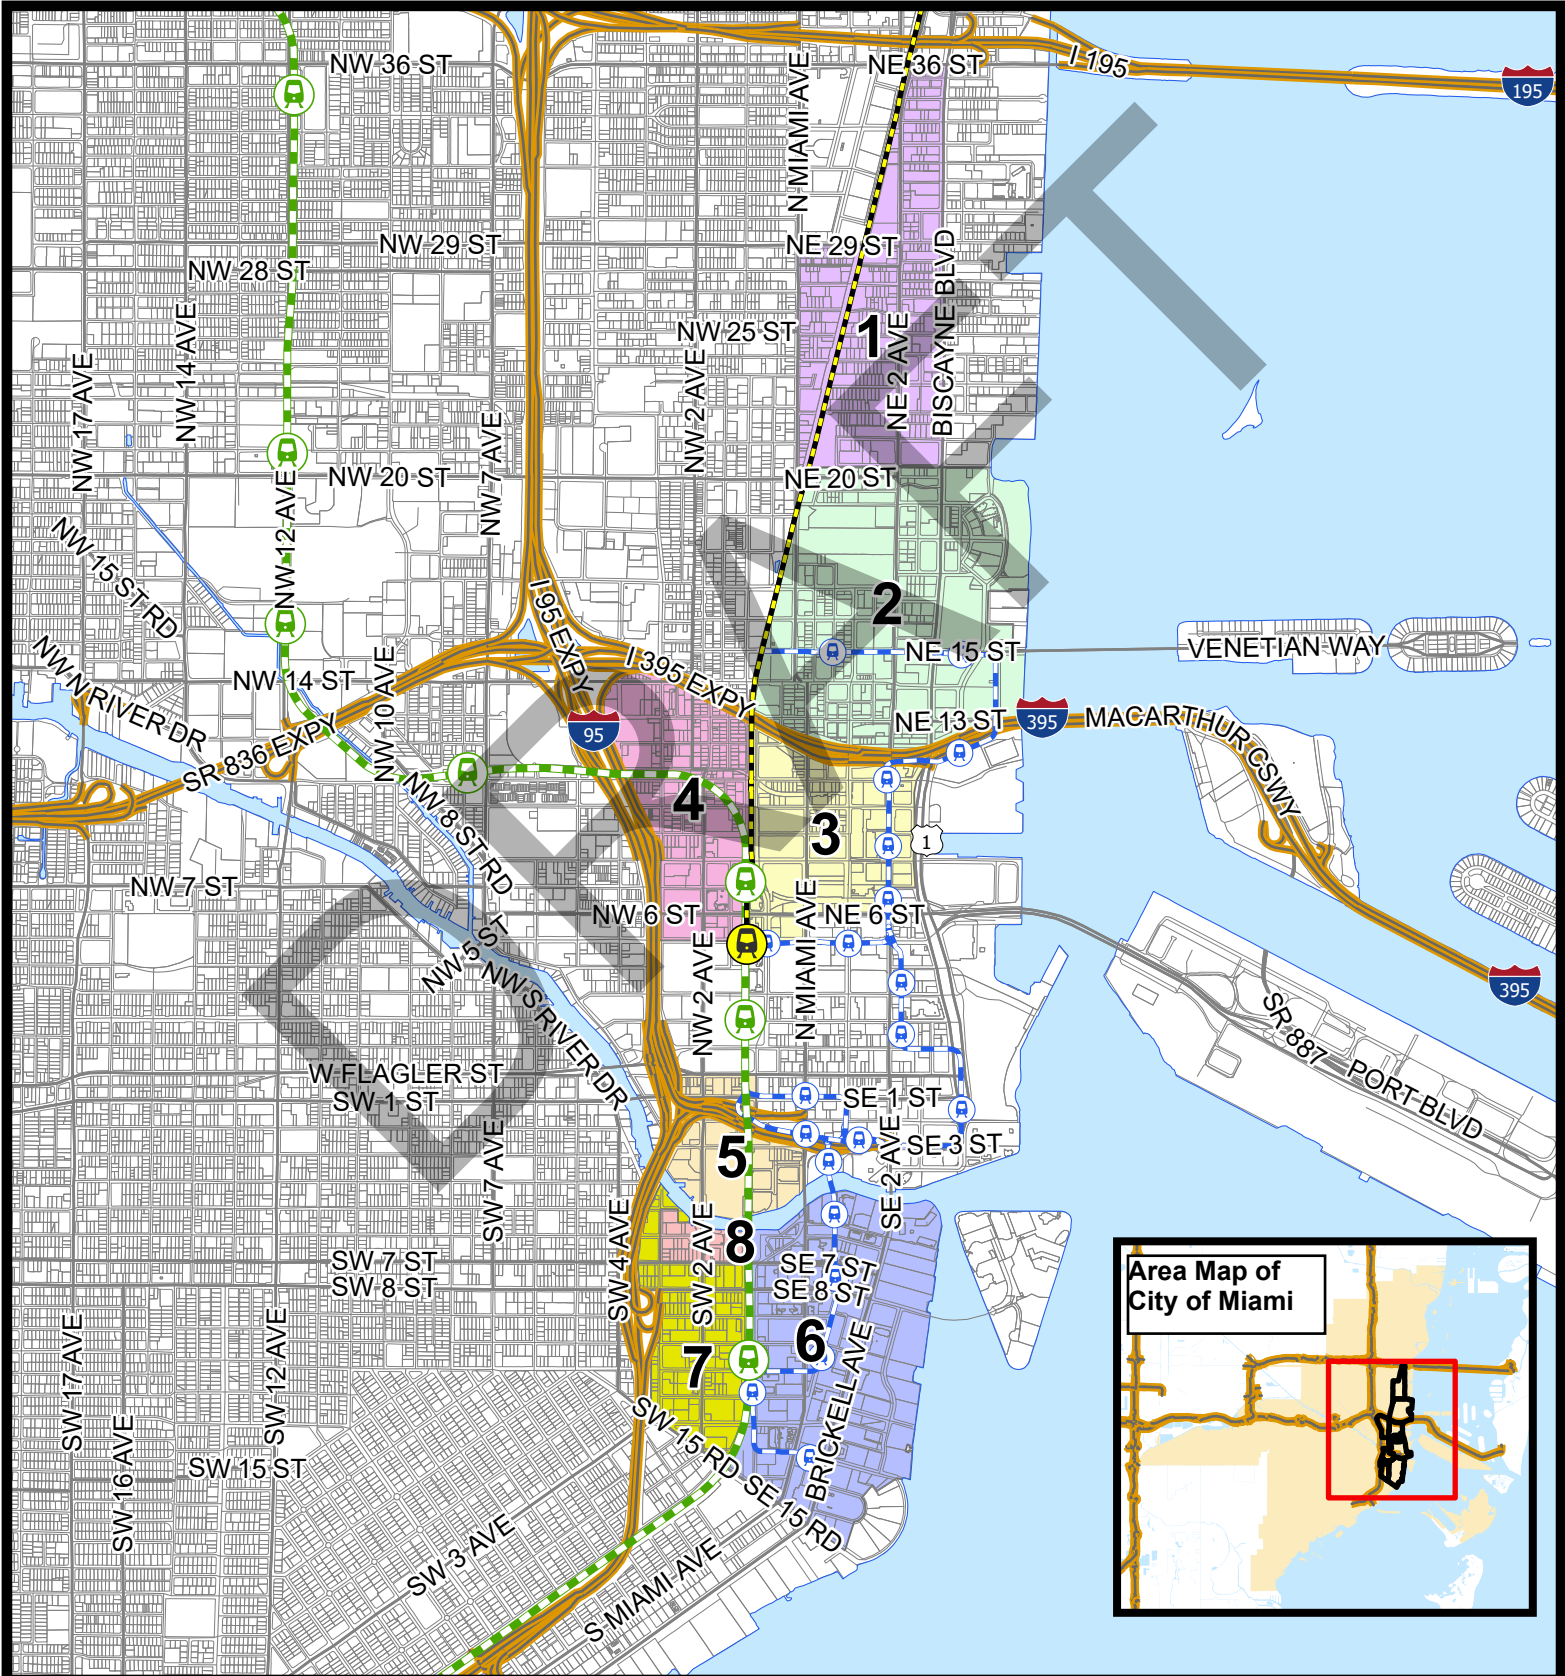 NW 36 ST
NE 36 ST
I 195
195
N MIAMI AVE
NW 29 ST
NE 29 ST
NW 28 ST
BISCAYNE BLVD
NW 14 AVE
NW 25 ST
1
NE 2 AVE
NW 17 AVE
NW 2 AVE
NW 7 AVE
NW 20 ST
NE 20 ST
NW 12 AVE
NW 15 ST RD
I 95 EXPY
2
NE 15 ST
VENETIAN WAY
NW N RIVER DR
NW 14 ST
NW 10 AVE
I 395 EXPY
95
NE 13 ST
395
MACARTHUR CSWY
SR 836 EXPY
NW 8 ST RD
4
3
1
NW 7 ST
NW 6 ST
NE 6 ST
N MIAMI AVE
NW 5 ST
NW S RIVER DR
NW 2 AVE
395
SR 887
PORT BLVD
W FLAGLER ST
SW 1 ST
SE 1 ST
SE 3 ST
SE 2 AVE
5
SW 7 AVE
SW 4 AVE
SW 2 AVE
8
SW 7 ST
SW 8 ST
SE 7 ST
SE 8 ST
6
7
BRICKELL AVE
SW 17 AVE
SW 12 AVE
SW 16 AVE
SW 15 ST
SW 15 RD
SE 15 RD
SW 3 AVE
S MIAMI AVE
Area Map of
City of Miami
DRAFT